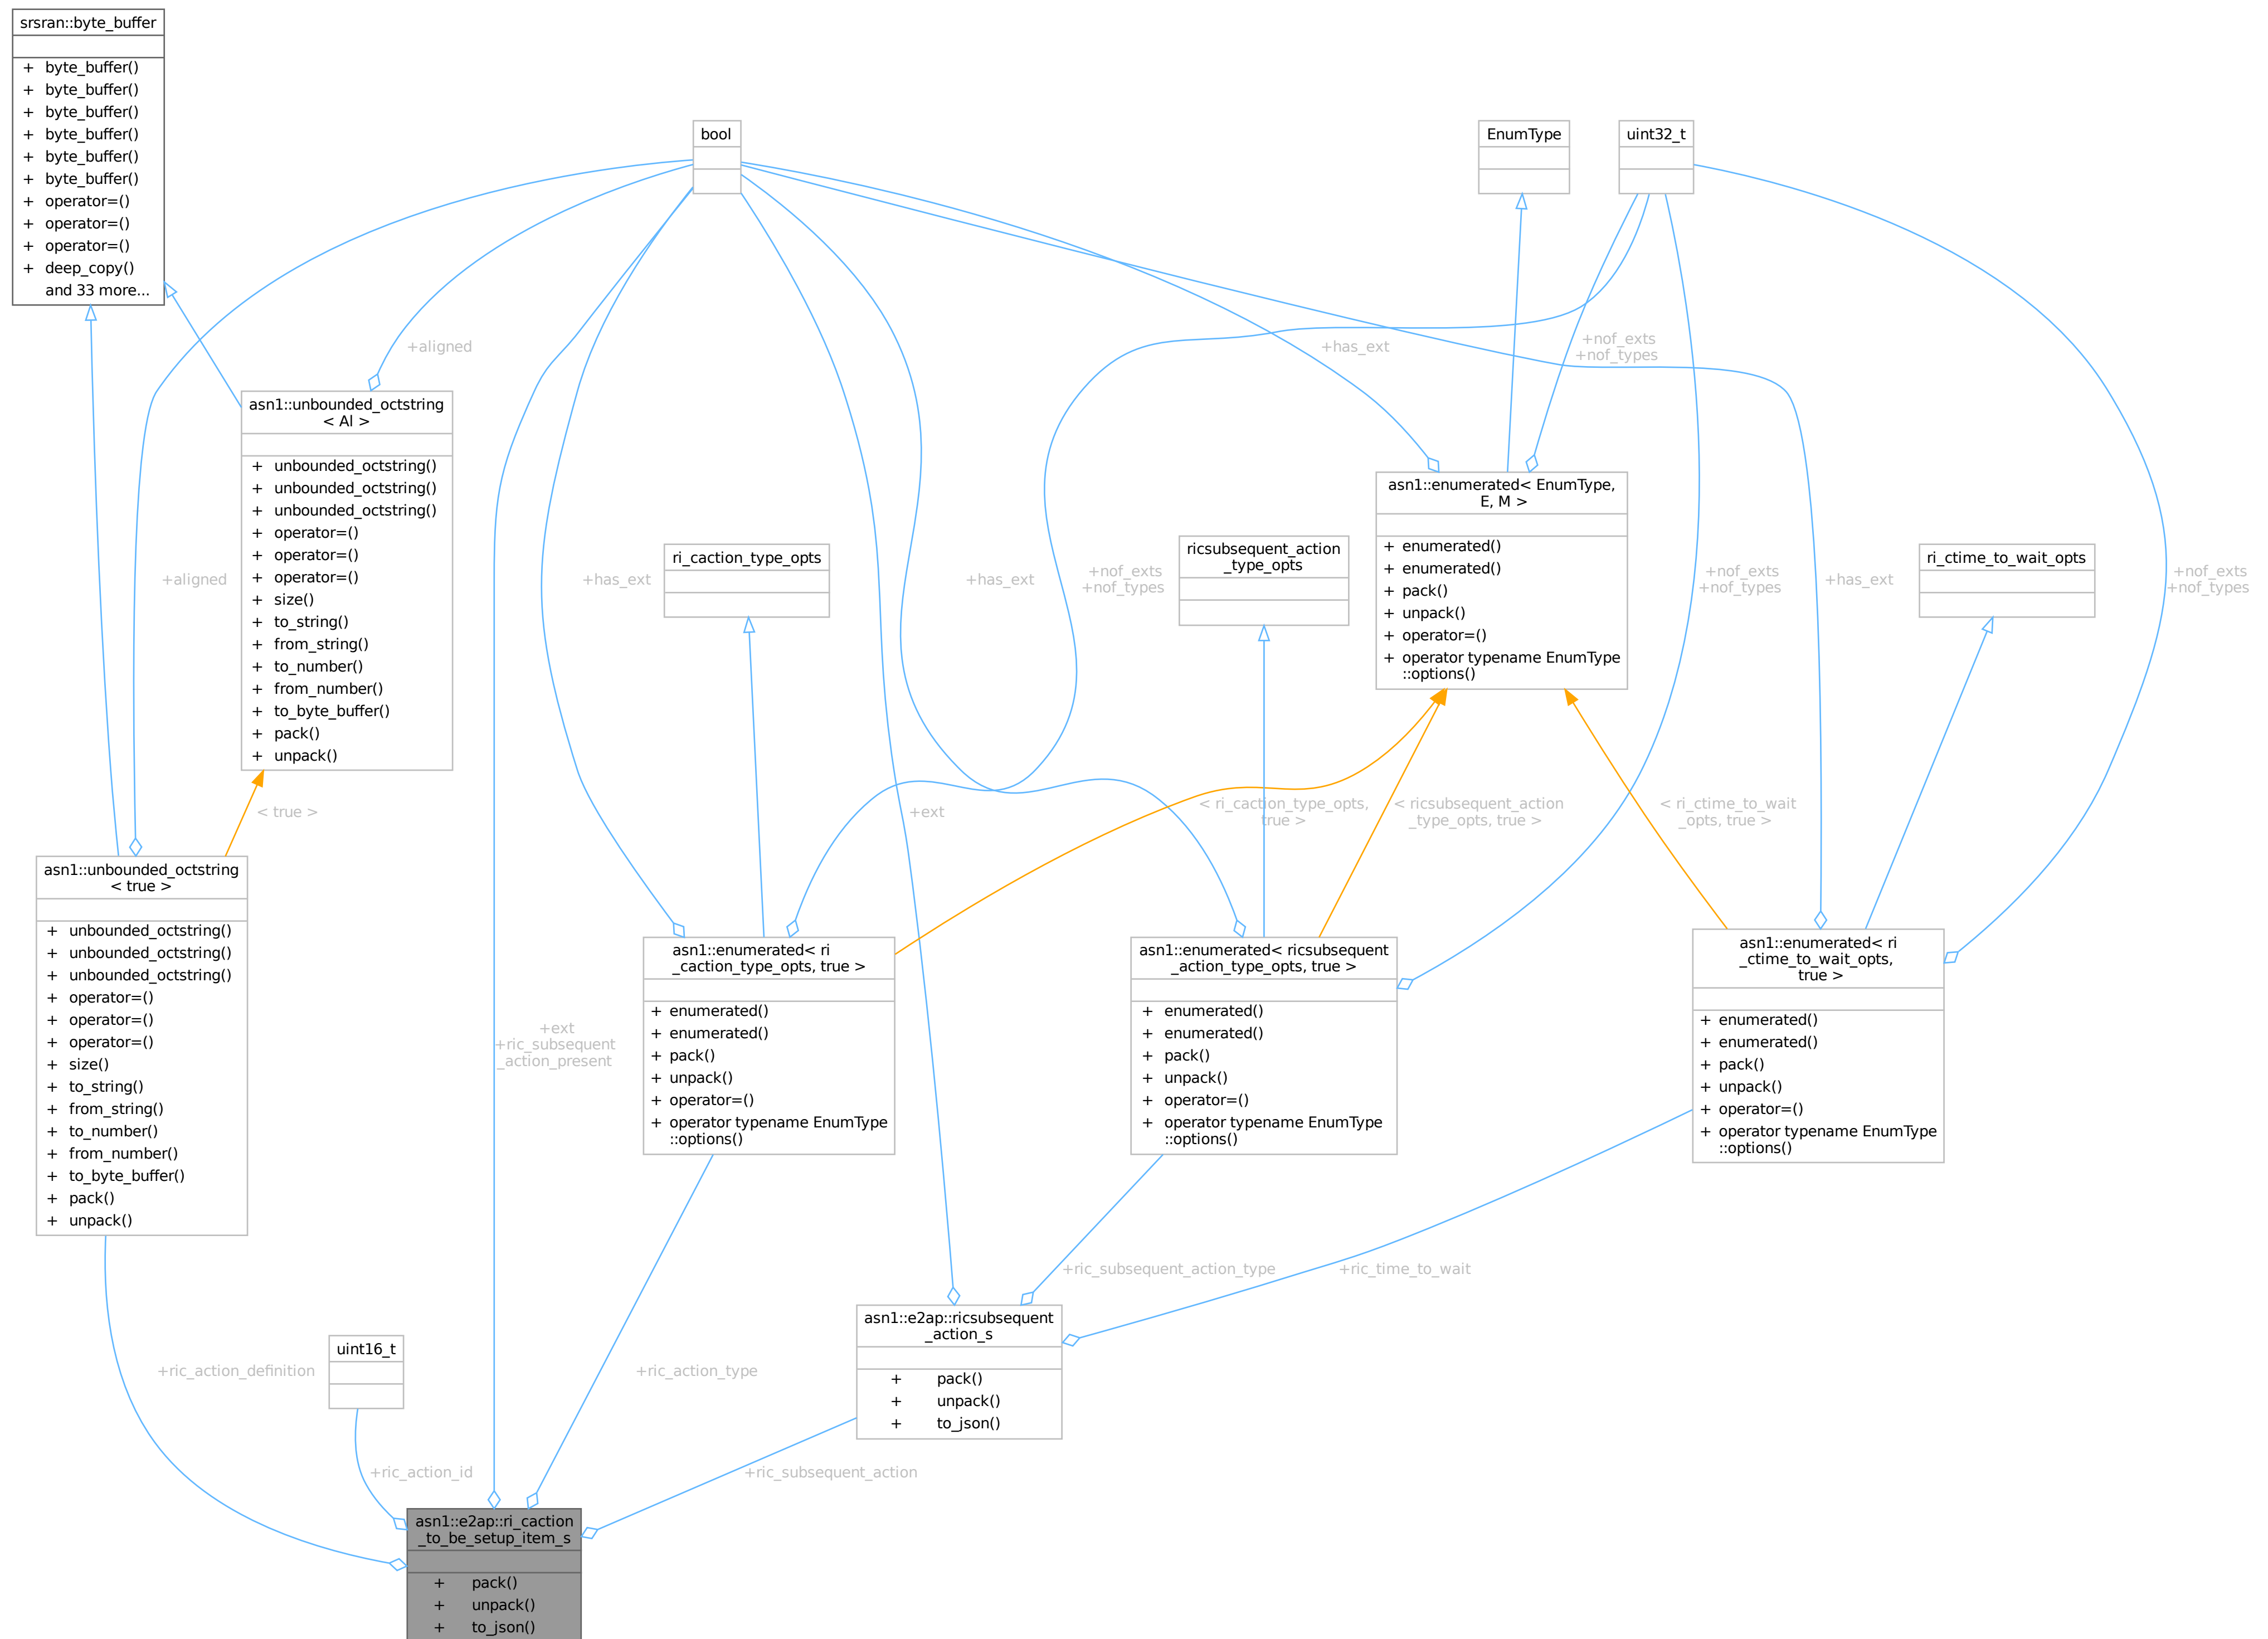 srsran::byte_buffer
+ byte_buffer()
+ byte_buffer()
+ byte_buffer()
+ byte_buffer()
+ byte_buffer()
+ byte_buffer()
+ operator=()
+ operator=()
+ operator=()
+ deep_copy()
and 33 more...
bool
EnumType
uint32_t
+aligned
+has_ext
+nof_exts
+nof_types
asn1::unbounded_octstring
< Al >
+ unbounded_octstring()
+ unbounded_octstring()
+ unbounded_octstring()
+ operator=()
+ operator=()
+ operator=()
+ size()
+ to_string()
+ from_string()
+ to_number()
+ from_number()
+ to_byte_buffer()
+ pack()
+ unpack()
asn1::enumerated< EnumType,
E, M >
+ enumerated()
+ enumerated()
+ pack()
+ unpack()
+ operator=()
+ operator typename EnumType
::options()
ri_caction_type_opts
ricsubsequent_action
_type_opts
ri_ctime_to_wait_opts
+aligned
+has_ext
+has_ext
+nof_exts
+nof_types
+nof_exts
+nof_types
+has_ext
+nof_exts
+nof_types
< true >
+ext
< ri_caction_type_opts,
true >
< ricsubsequent_action
_type_opts, true >
< ri_ctime_to_wait
_opts, true >
asn1::unbounded_octstring
< true >
+ unbounded_octstring()
+ unbounded_octstring()
+ unbounded_octstring()
+ operator=()
+ operator=()
+ operator=()
+ size()
+ to_string()
+ from_string()
+ to_number()
+ from_number()
+ to_byte_buffer()
+ pack()
+ unpack()
+ext
+ric_subsequent
_action_present
asn1::enumerated< ri
_caction_type_opts, true >
+ enumerated()
+ enumerated()
+ pack()
+ unpack()
+ operator=()
+ operator typename EnumType
::options()
asn1::enumerated< ricsubsequent
_action_type_opts, true >
+ enumerated()
+ enumerated()
+ pack()
+ unpack()
+ operator=()
+ operator typename EnumType
::options()
asn1::enumerated< ri
_ctime_to_wait_opts,
true >
+ enumerated()
+ enumerated()
+ pack()
+ unpack()
+ operator=()
+ operator typename EnumType
::options()
+ric_subsequent_action_type
+ric_time_to_wait
asn1::e2ap::ricsubsequent
_action_s
+ pack()
+ unpack()
+ to_json()
uint16_t
+ric_action_definition
+ric_action_type
+ric_action_id
+ric_subsequent_action
asn1::e2ap::ri_caction
_to_be_setup_item_s
+ pack()
+ unpack()
+ to_json()